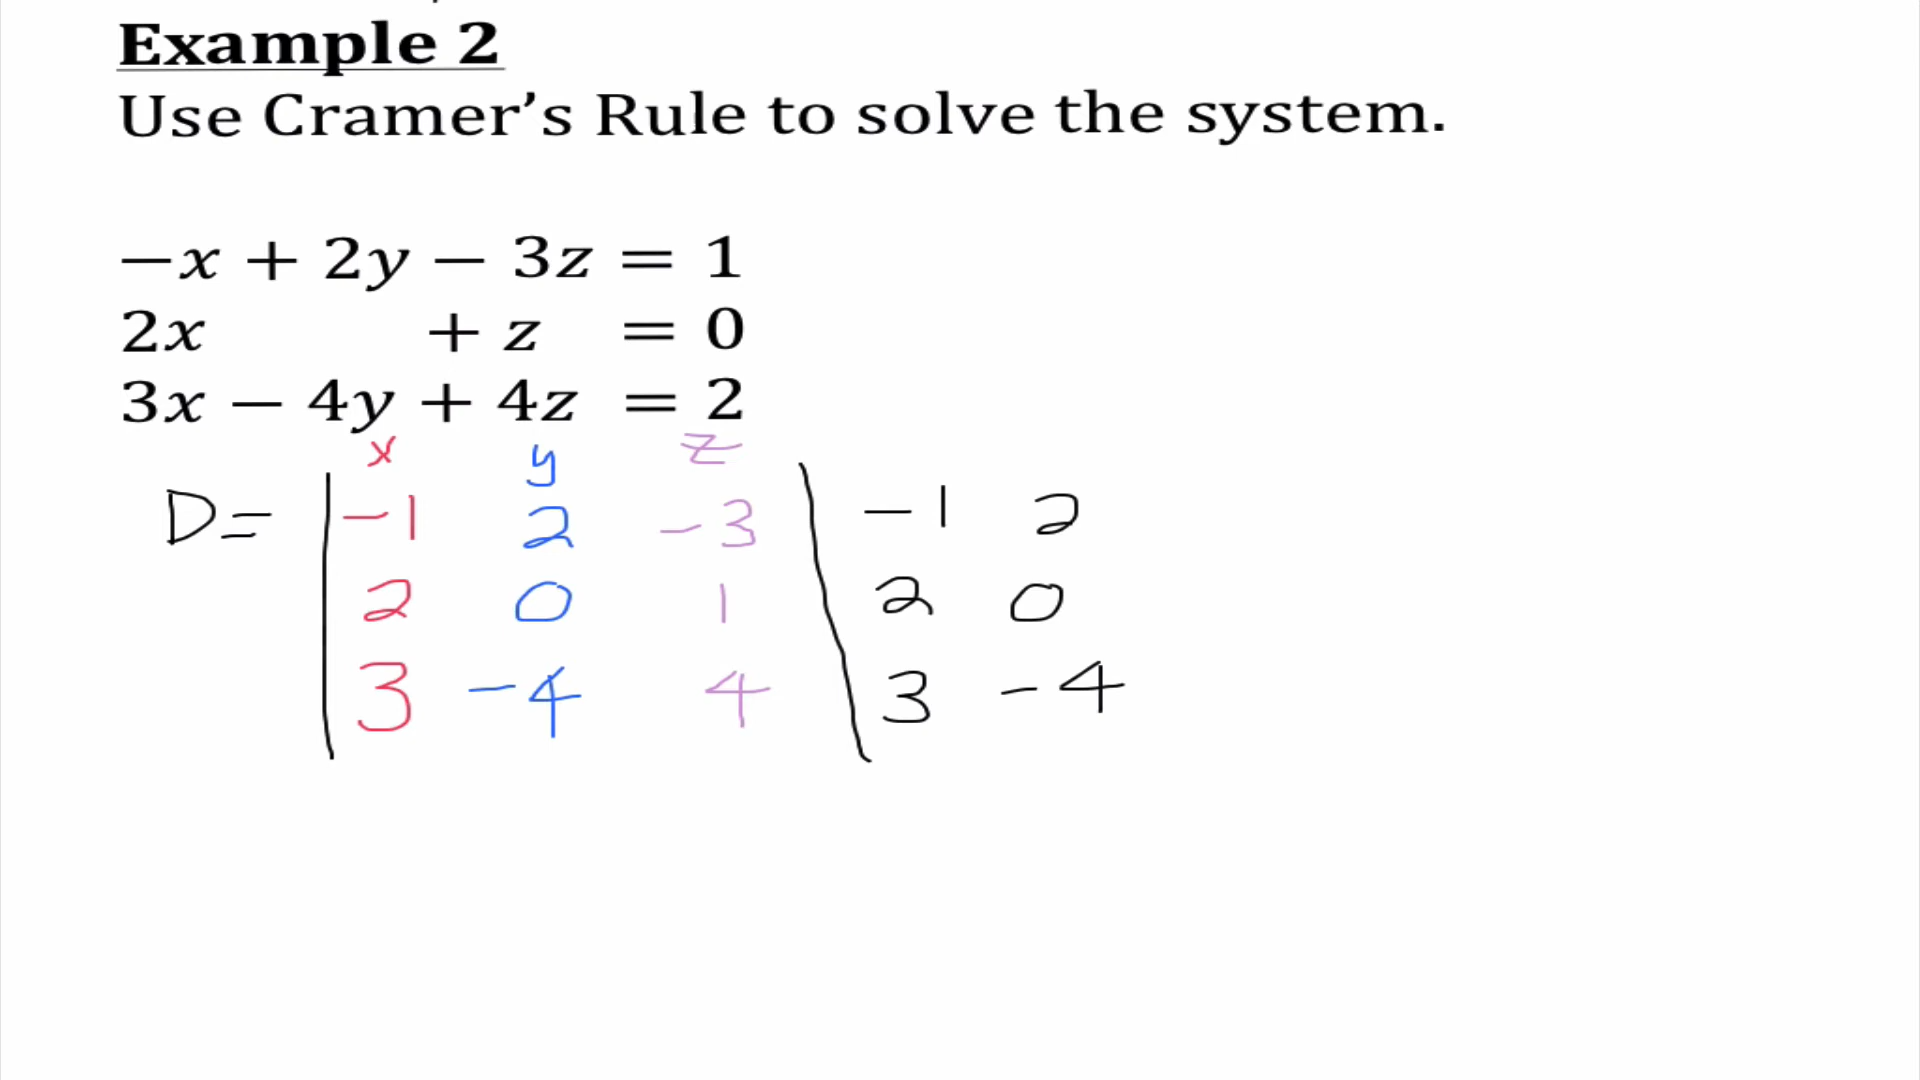 Example 2
Use Cramer’s Rule to solve the system.
−x + 2y − 3z = 1
2x + z = 0
3x − 4y + 4z = 2
x y z
D= | −1 2 −3 | −1 2
2 0 1 2 0
3 −4 4 3 −4